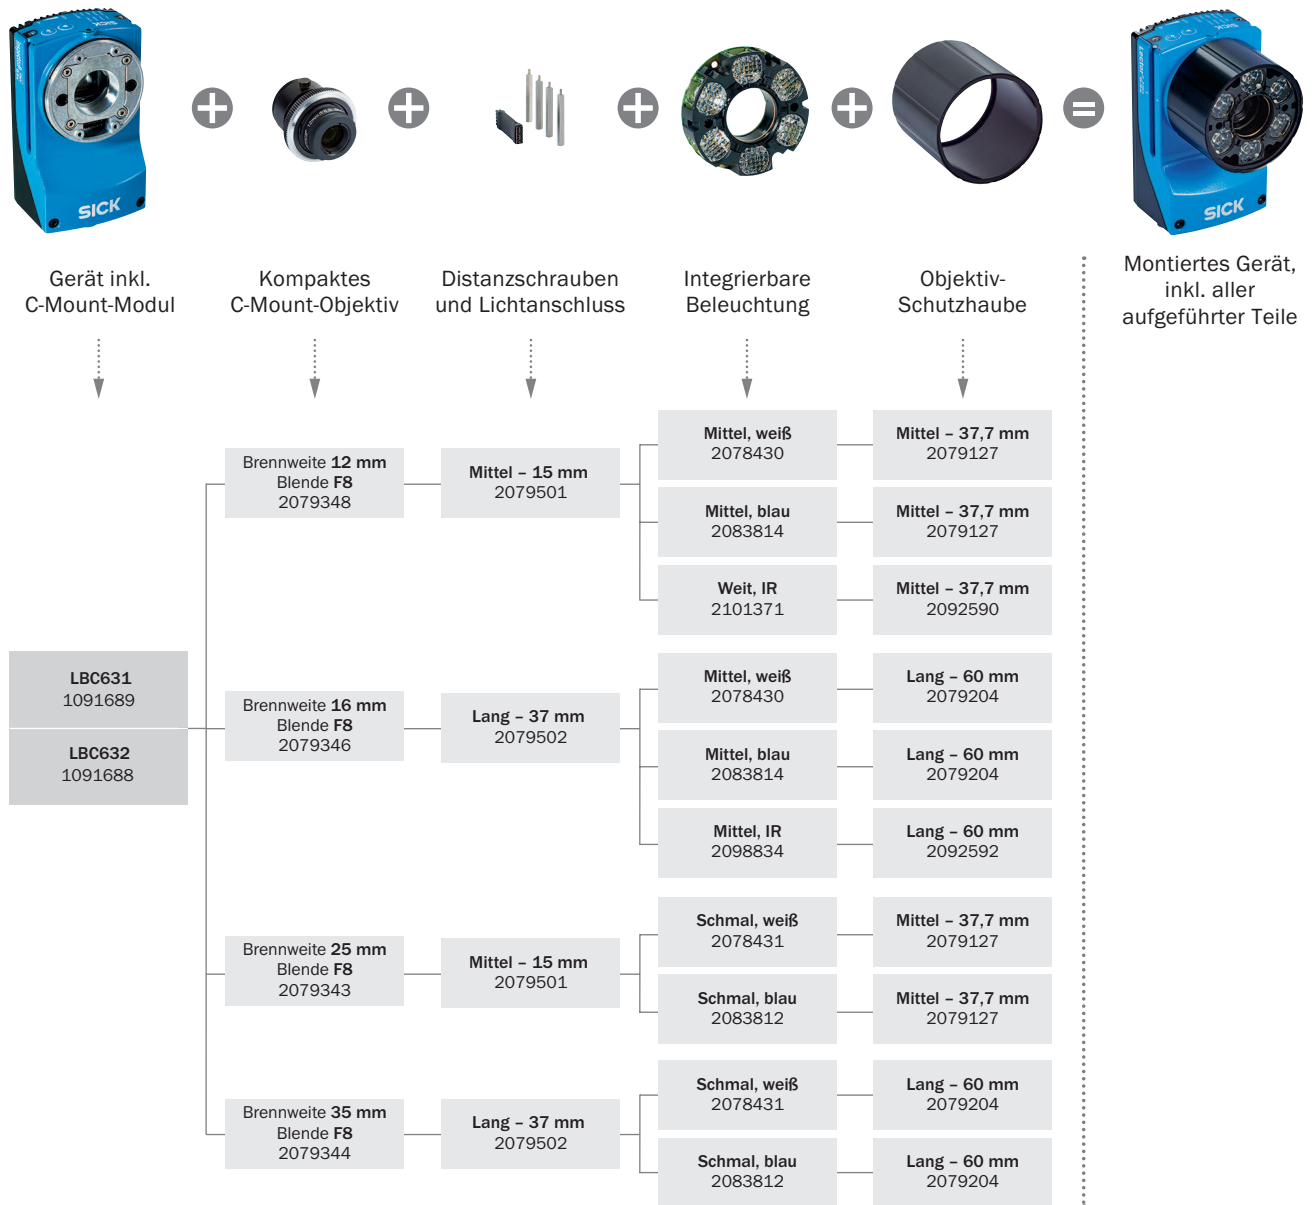 SICK
SICK
SICK
Gerät inkl.
C-Mount-Modul
Kompaktes
C-Mount-Objektiv
Distanzschrauben
und Lichtanschluss
Integrierbare
Beleuchtung
Objektiv-
Schutzhaube
Montiertes Gerät,
inkl. aller
aufgeführter Teile
LBC631
1091689
LBC632
1091688
Brennweite 12 mm
Blende F8
2079348
Mittel – 15 mm
2079501
Mittel, weiß
2078430
Mittel – 37,7 mm
2079127
Mittel, blau
2083814
Mittel – 37,7 mm
2079127
Weit, IR
2101371
Mittel – 37,7 mm
2092590
Brennweite 16 mm
Blende F8
2079346
Lang – 37 mm
2079502
Mittel, weiß
2078430
Lang – 60 mm
2079204
Mittel, blau
2083814
Lang – 60 mm
2079204
Mittel, IR
2098834
Lang – 60 mm
2092592
Brennweite 25 mm
Blende F8
2079343
Mittel – 15 mm
2079501
Schmal, weiß
2078431
Mittel – 37,7 mm
2079127
Schmal, blau
2083812
Mittel – 37,7 mm
2079127
Brennweite 35 mm
Blende F8
2079344
Lang – 37 mm
2079502
Schmal, weiß
2078431
Lang – 60 mm
2079204
Schmal, blau
2083812
Lang – 60 mm
2079204